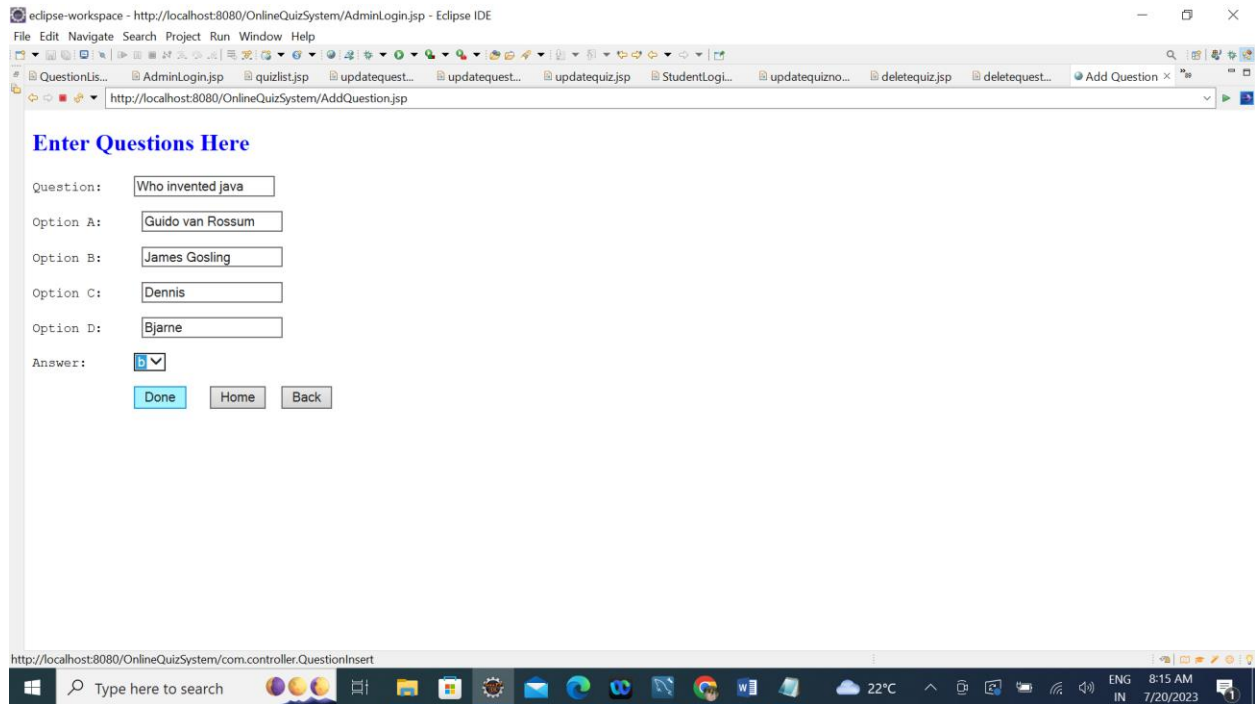 eclipse-workspace - http://localhost:8080/OnlineQuizSystem/AdminLogin.jsp - Eclipse IDE
File Edit Navigate Search Project Run Window Help
QuestionLis... AdminLogin.jsp quizlist.jsp updatequest... updatequest... updatequiz.jsp StudentLogi... updatequizno... deletequiz.jsp deletequest... Add Question
http://localhost:8080/OnlineQuizSystem/AddQuestion.jsp
Enter Questions Here
Question: Who invented java
Option A: Guido van Rossum
Option B: James Gosling
Option C: Dennis
Option D: Bjarne
Answer: b
Done Home Back
http://localhost:8080/OnlineQuizSystem/com.controller.QuestionInsert
Type here to search 22°C ENG 8:15 AM
IN 7/20/2023 1